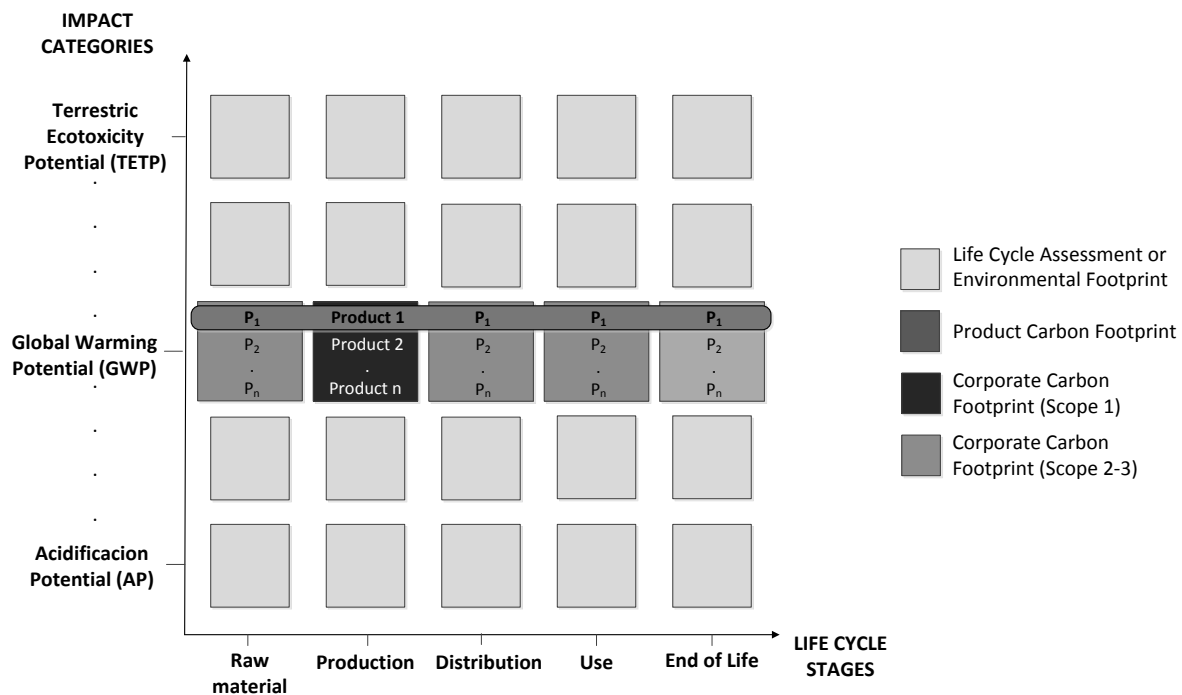 IMPACT
CATEGORIES
Terrestric
Ecotoxicity
Potential (TETP)
.
.
.
.
Global Warming
Potential (GWP)
.
.
.
.
Acidificacion
Potential (AP)
P1 Product 1 P1 P1 P1
P2 Product 2 P2 P2 P2
. . . . .
Pn Product n Pn Pn Pn
Raw
material
Production
Distribution
Use
End of Life
LIFE CYCLE
STAGES
Life Cycle Assessment or
Environmental Footprint
Product Carbon Footprint
Corporate Carbon
Footprint (Scope 1)
Corporate Carbon
Footprint (Scope 2-3)